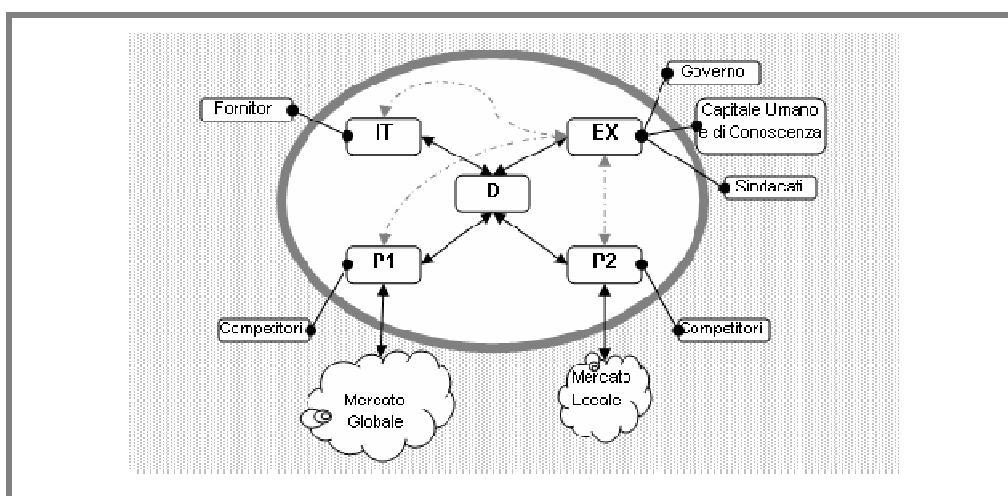 Governo
Fornitor
Capitale Umano
e di Conoscenza
IT
EX
D
Sindacati
P1
P2
Competitori
Competitori
Mercato
Globale
Mercato
Locale